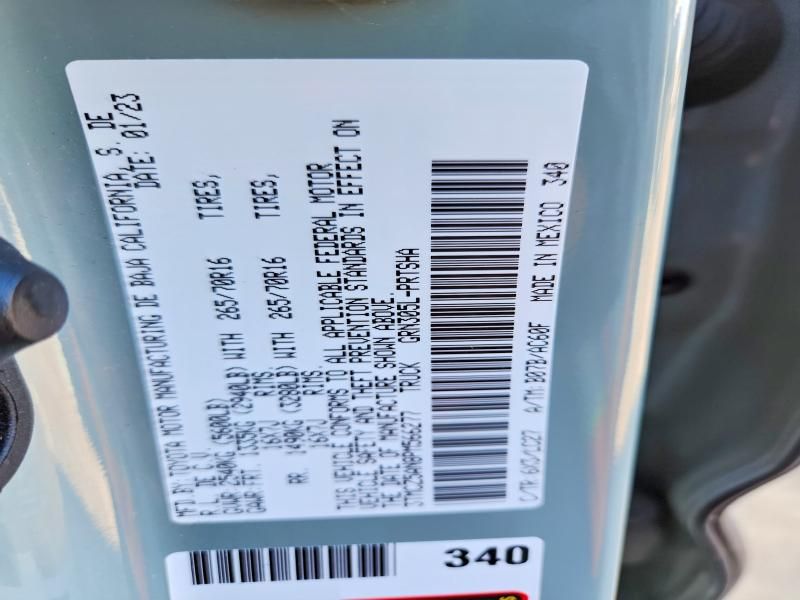 MFD BY: TOYOTA MOTOR MANUFACTURING DE BAJA CALIFORNIA, S. DE
R.L. DE C.V. DATE: 01/23
GVWR 2540KG (5600LB)
GAWR FRT. 1335KG (2940LB) WITH 265/70R16 TIRES,
16X7J RIMS,
RR. 1490KG (3280LB) WITH 265/70R16 TIRES,
16X7J RIMS.
THIS VEHICLE CONFORMS TO ALL APPLICABLE FEDERAL MOTOR
VEHICLE SAFETY AND THEFT PREVENTION STANDARDS IN EFFECT ON
THE DATE OF MANUFACTURE SHOWN ABOVE.
TRUCK GRN305L-PRTSHA
C/TR: 6X3/LC27 A/TM: B07B/AC60F MADE IN MEXICO 340
340